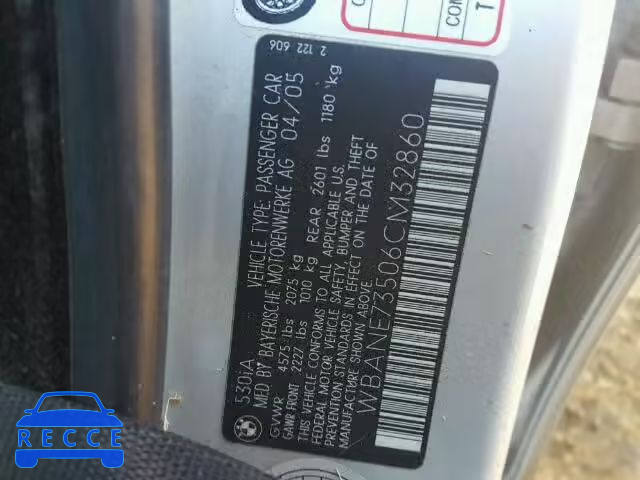 530iA VEHICLE TYPE: PASSENGER CAR
MFD BY BAYERISCHE MOTORENWERKE AG 04/05
GVWR 4575 lbs 2075 kg
GAWR FRONT 2227 lbs 1010 kg REAR 2601 lbs 1180 kg
THIS VEHICLE CONFORMS TO ALL APPLICABLE U.S.
FEDERAL MOTOR VEHICLE SAFETY, BUMPER AND THEFT
PREVENTION STANDARDS IN EFFECT ON THE DATE OF
MANUFACTURE SHOWN ABOVE.
WBANE73506CM32860
2 122 606
RECCE